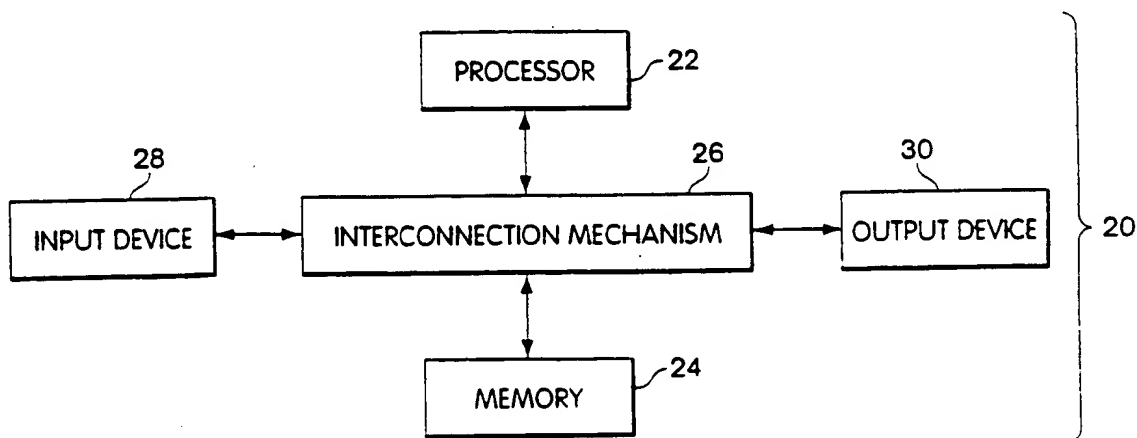 PROCESSOR
22
28
26
30
INPUT DEVICE
INTERCONNECTION MECHANISM
OUTPUT DEVICE
20
24
MEMORY